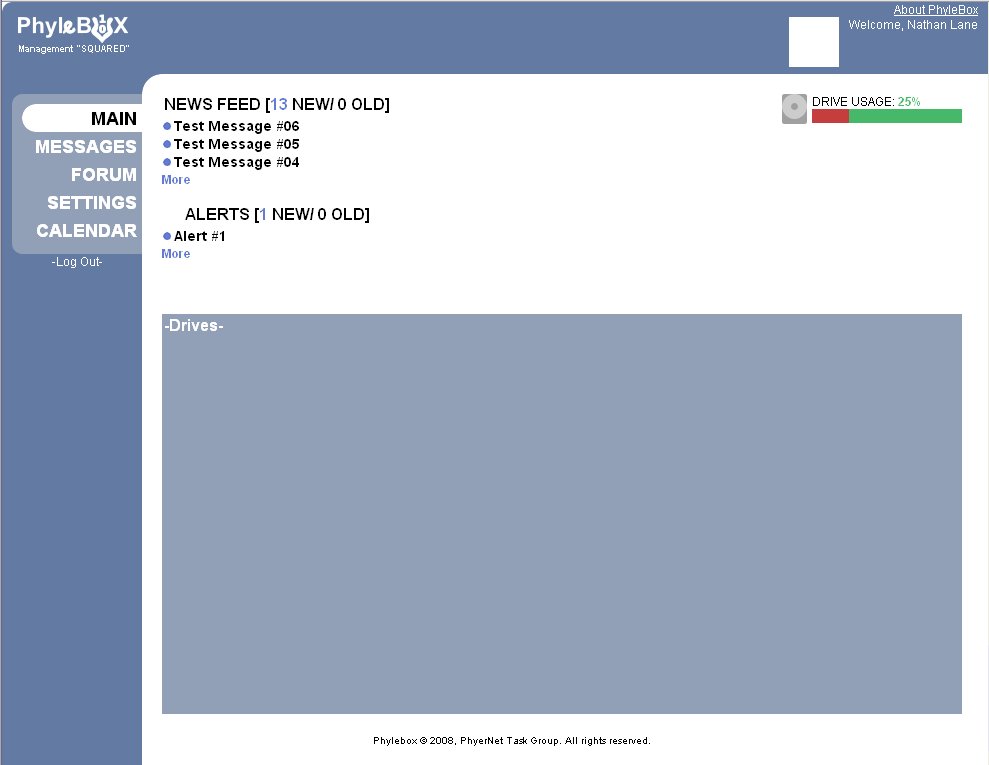 PhyleBOX
Management "SQUARED"
About PhyleBox
Welcome, Nathan Lane
MAIN
MESSAGES
FORUM
SETTINGS
CALENDAR
-Log Out-
NEWS FEED [13 NEW/ 0 OLD]
Test Message #06
Test Message #05
Test Message #04
More
ALERTS [1 NEW/ 0 OLD]
Alert #1
More
DRIVE USAGE: 25%
-Drives-
Phylebox © 2008, PhyerNet Task Group. All rights reserved.